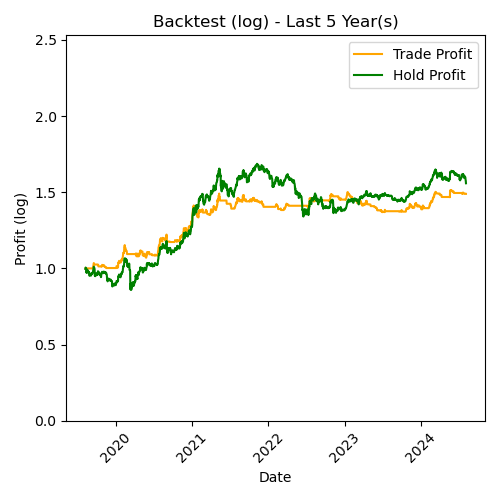 Backtest (log) - Last 5 Year(s)
Trade Profit
Hold Profit
Profit (log)
2.5
2.0
1.5
1.0
0.5
0.0
2020
2021
2022
2023
2024
Date